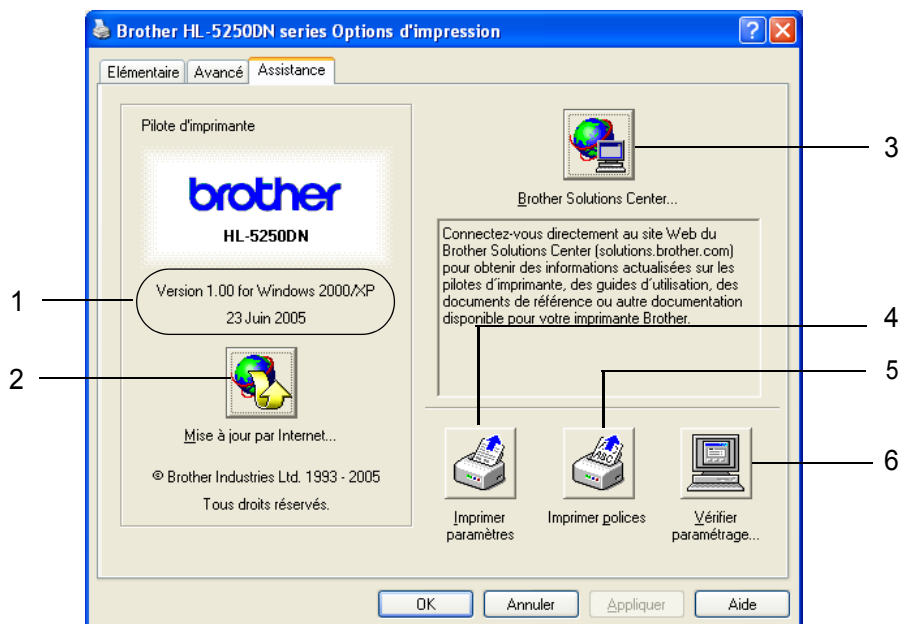 Brother HL-5250DN series Options d'impression
Elémentaire
Avancé
Assistance
Pilote d'imprimante
brother
HL-5250DN
1
Version 1.00 for Windows 2000/XP
23 Juin 2005
2
Mise à jour par Internet...
© Brother Industries Ltd. 1993 - 2005
Tous droits réservés.
3
Brother Solutions Center...
Connectez-vous directement au site Web du
Brother Solutions Center (solutions.brother.com)
pour obtenir des informations actualisées sur les
pilotes d´imprimante, des guides d´utilisation, des
documents de référence ou autre documentation
disponible pour votre imprimante Brother.
4
5
ABC
6
Imprimer
paramètres
Imprimer polices
Vérifier
paramétrage...
OK
Annuler
Appliquer
Aide